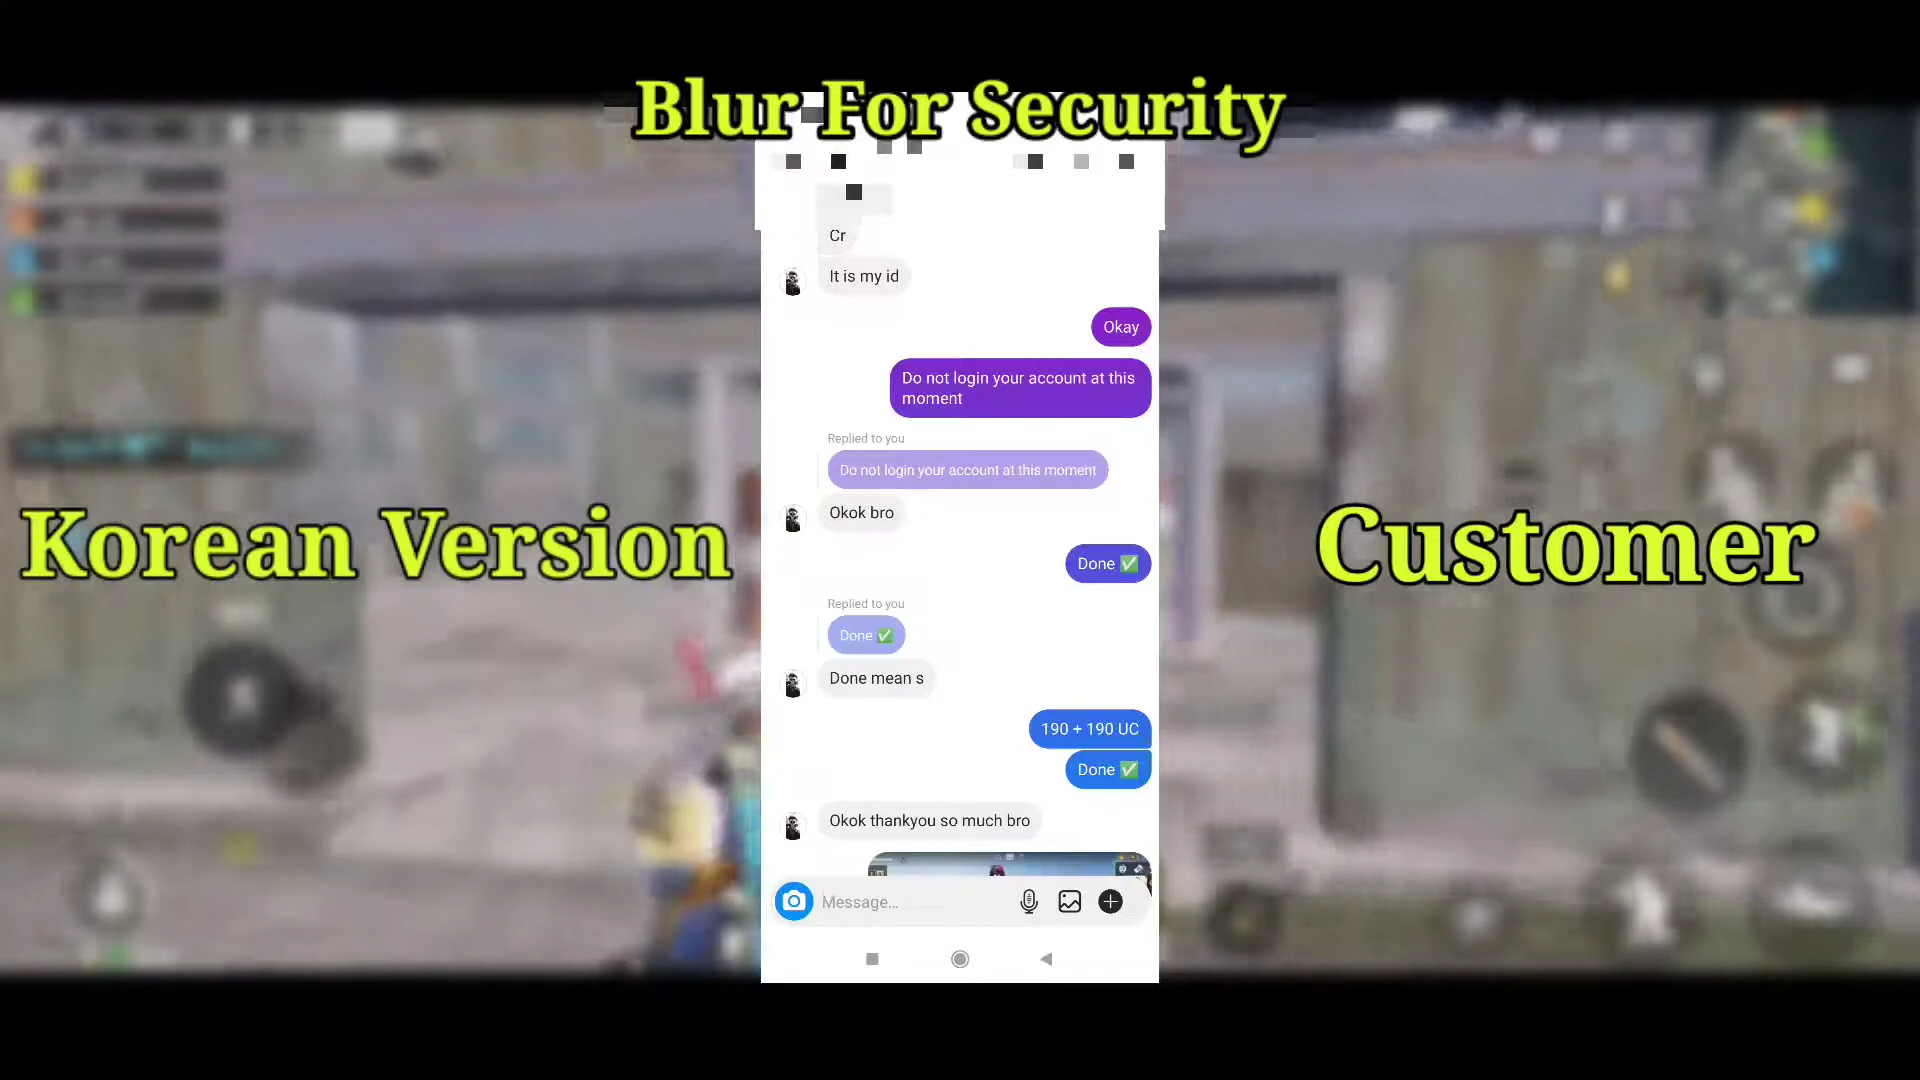 Blur For Security
Cr
It is my id
Okay
Do not login your account at this
moment
Replied to you
Do not login your account at this moment
Okok bro
Korean Version
Customer
Done ✅
Replied to you
Done ✅
Done mean s
190 + 190 UC
Done ✅
Okok thankyou so much bro
Message...